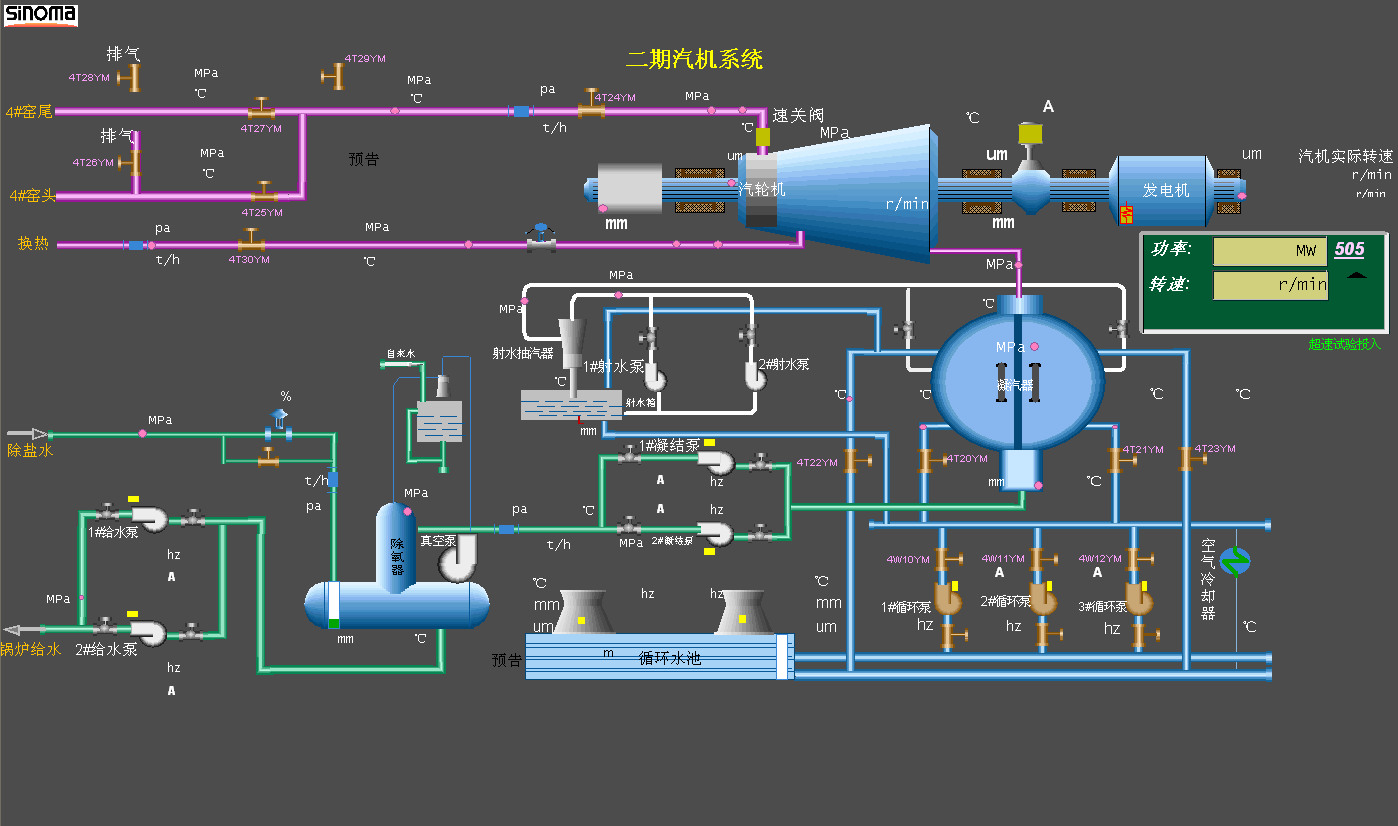 sinoma
二期汽机系统
排气
4T28YM
MPa
℃
4T29YM
MPa
℃
pa
4T24YM
MPa
A
4#窑尾
4T27YM
t/h
℃
速关阀
MPa
℃
排气
4T26YM
MPa
℃
预告
um
um
um
汽机实际转速
r/min
r/min
4#窑头
4T25YM
汽轮机
r/min
发电机
mm
mm
换热
pa
t/h
4T30YM
MPa
℃
功率:
MW
505
转速:
r/min
超速试验投入
MPa
MPa
MPa
℃
自来水
射水抽汽器
℃
1#射水泵
2#射水泵
射水箱
mm
MPa
凝汽器
℃
℃
℃
℃
%
MPa
除盐水
t/h
pa
MPa
1#凝结泵
hz
A
A
hz
4T22YM
4T20YM
4T21YM
4T23YM
mm
℃
pa
t/h
℃
MPa
2#凝结泵
除氧器
真空泵
1#给水泵
hz
A
MPa
锅炉给水
2#给水泵
hz
A
mm
℃
℃
mm
um
hz
hz
℃
mm
um
预告
m
循环水池
4W10YM
4W11YM
4W12YM
A
A
1#循环泵
2#循环泵
3#循环泵
hz
hz
hz
空气冷却器
℃